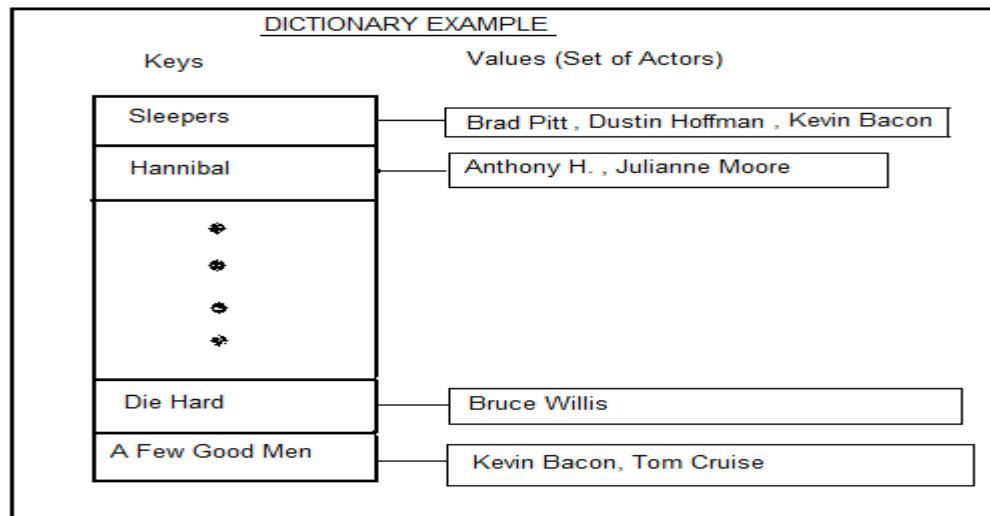 DICTIONARY EXAMPLE
Keys Values (Set of Actors)
Sleepers Brad Pitt , Dustin Hoffman , Kevin Bacon
Hannibal Anthony H. , Julianne Moore
Die Hard Bruce Willis
A Few Good Men Kevin Bacon, Tom Cruise